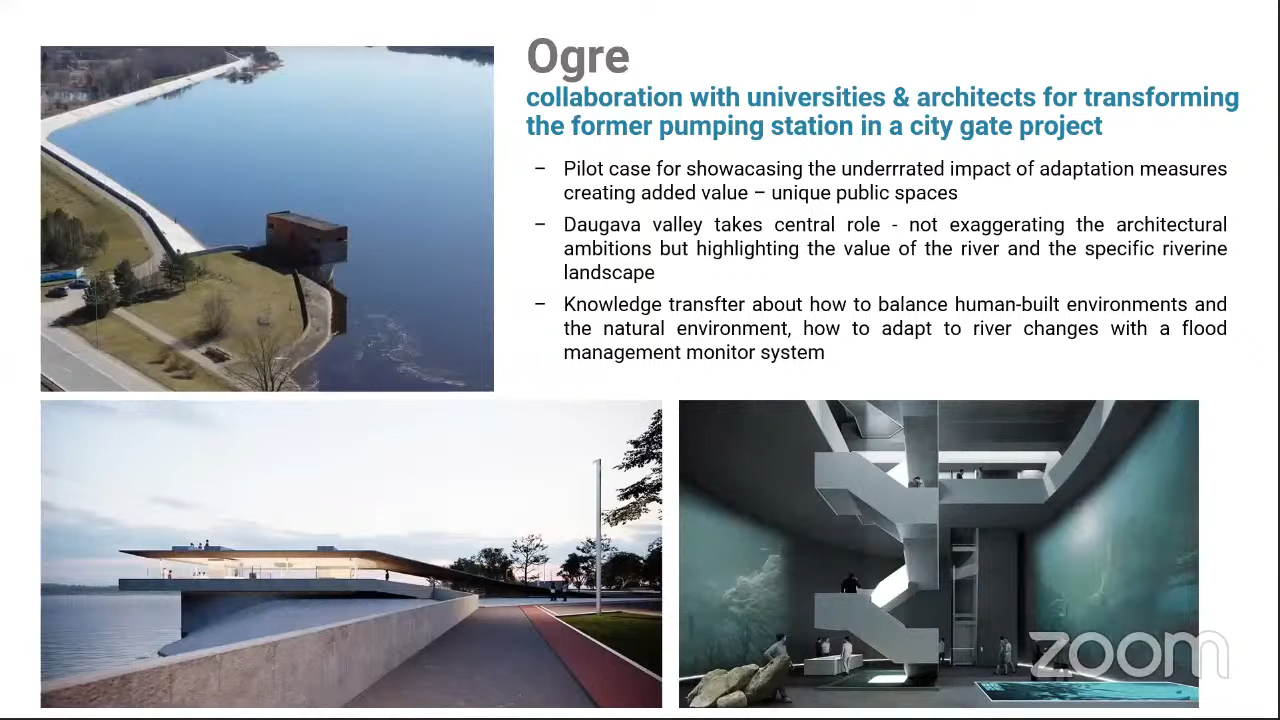 Ogre
collaboration with universities & architects for transforming
the former pumping station in a city gate project
– Pilot case for showacasing the underrrated impact of adaptation measures
creating added value – unique public spaces
– Daugava valley takes central role - not exaggerating the architectural
ambitions but highlighting the value of the river and the specific riverine
landscape
– Knowledge transfter about how to balance human-built environments and
the natural environment, how to adapt to river changes with a flood
management monitor system
zoom